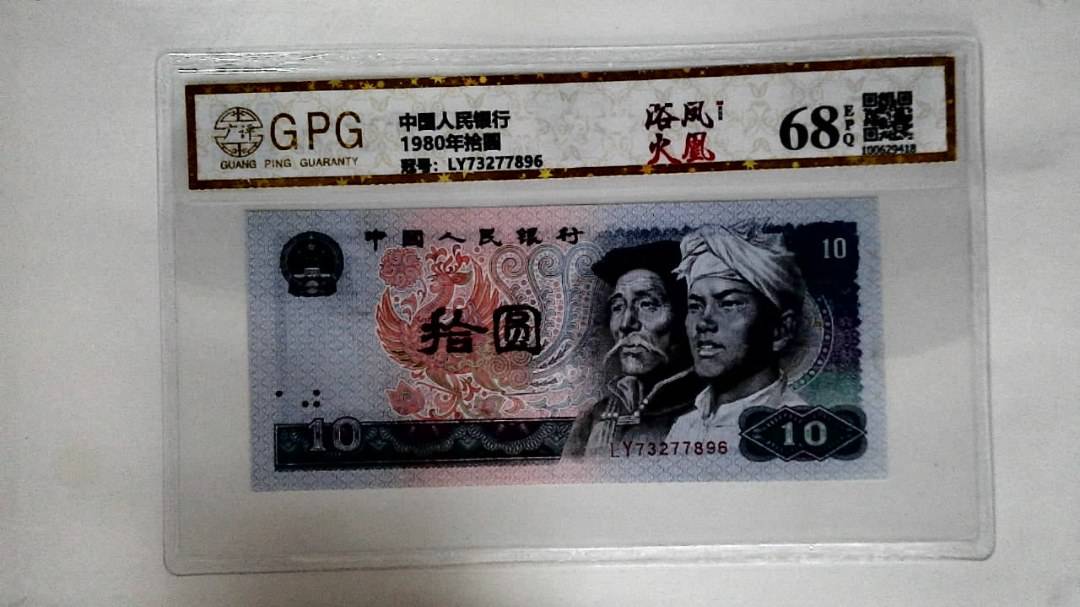 广评
GPG
GUANG PING GUARANTY
中国人民银行
1980年拾圆
冠号：LY73277896
浴火
凤凰
68
EPQ
100629418
中国人民银行
10
拾圆
10
LY73277896
10